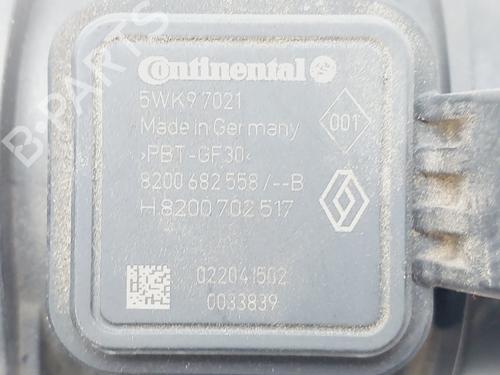 Continental
5WK9 7021
Made in Germany
001
>PBT-GF30<
8200 682 558 /--B
H 8200 702 517
022041502
0033839
B-PARTS